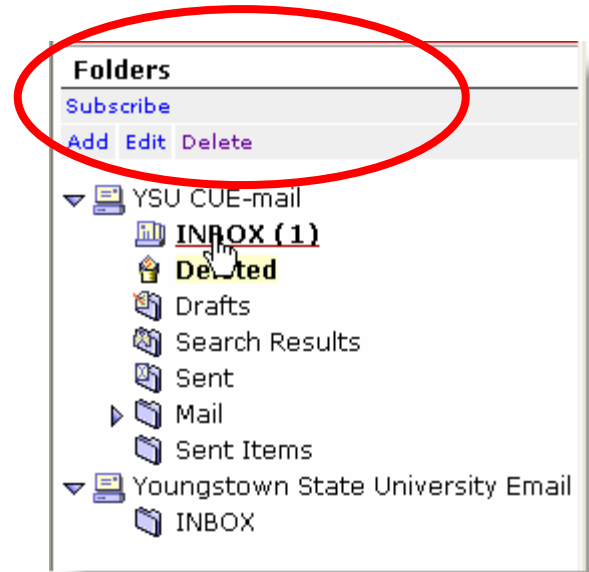 Folders
Subscribe
Add Edit Delete
YSU CUE-mail
INBOX (1)
Deleted
Drafts
Search Results
Sent
Mail
Sent Items
Youngstown State University Email
INBOX